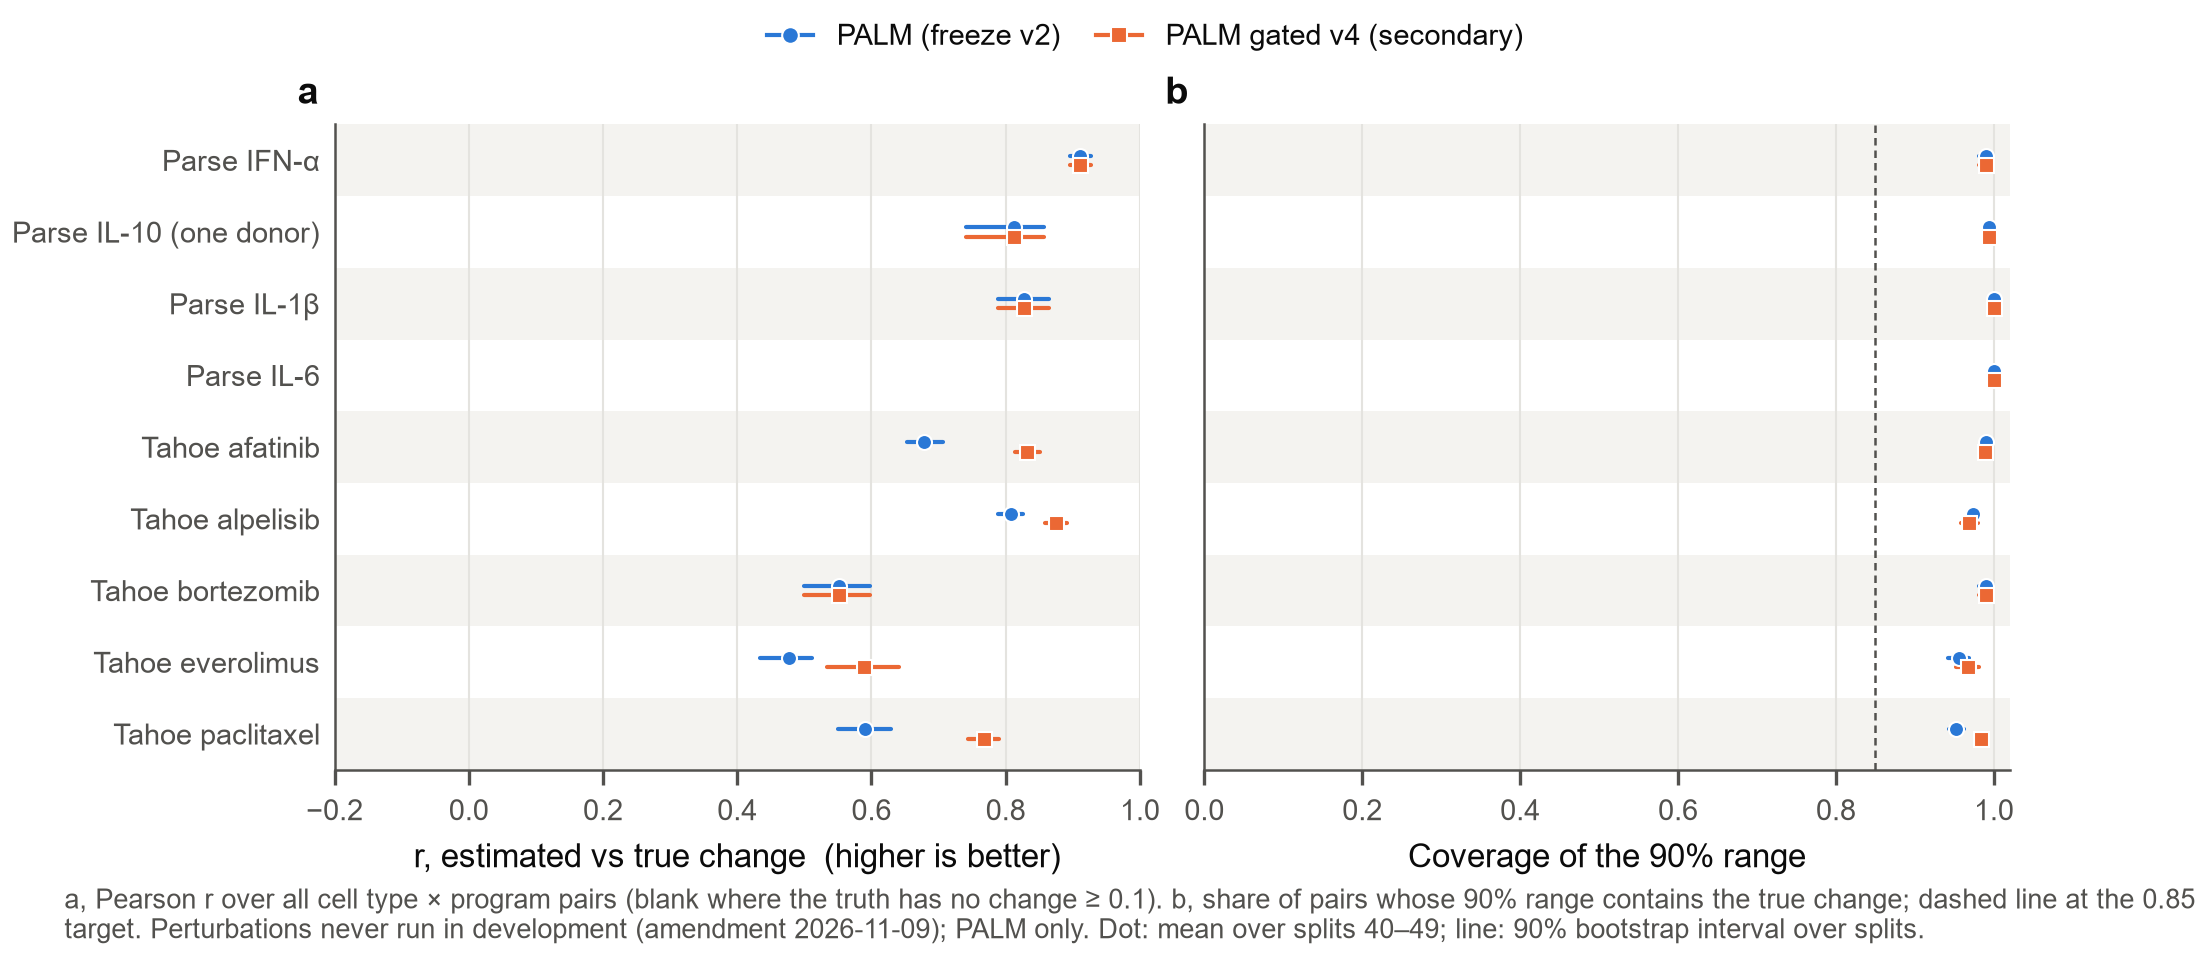 PALM (freeze v2)
PALM gated v4 (secondary)
a
b
Parse IFN-α
Parse IL-10 (one donor)
Parse IL-1β
Parse IL-6
Tahoe afatinib
Tahoe alpelisib
Tahoe bortezomib
Tahoe everolimus
Tahoe paclitaxel
−0.2 0.0 0.2 0.4 0.6 0.8 1.0
0.0 0.2 0.4 0.6 0.8 1.0
r, estimated vs true change (higher is better)
Coverage of the 90% range
a, Pearson r over all cell type × program pairs (blank where the truth has no change ≥ 0.1). b, share of pairs whose 90% range contains the true change; dashed line at the 0.85
target. Perturbations never run in development (amendment 2026-11-09); PALM only. Dot: mean over splits 40–49; line: 90% bootstrap interval over splits.